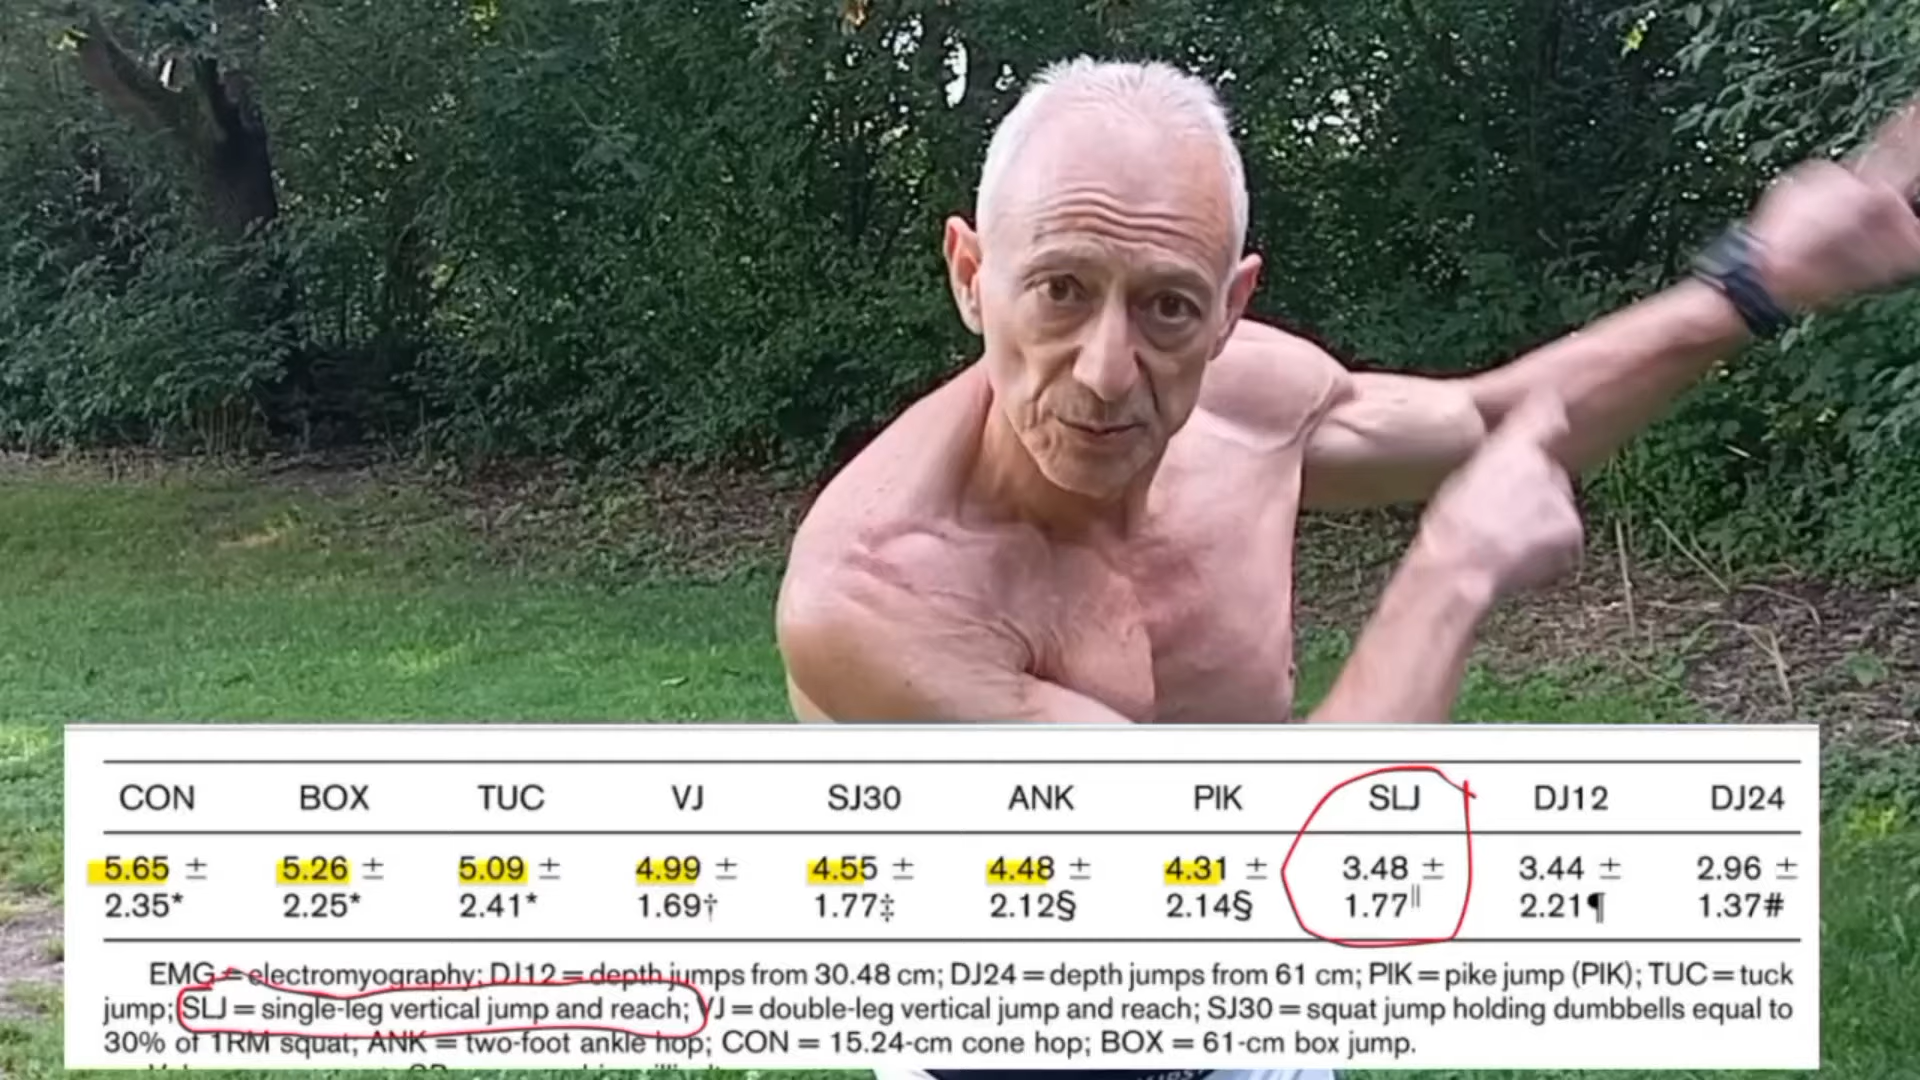 CON BOX TUC VJ SJ30 ANK PIK SLJ DJ12 DJ24
5.65 ± 5.26 ± 5.09 ± 4.99 ± 4.55 ± 4.48 ± 4.31 ± 3.48 ± 3.44 ± 2.96 ±
2.35* 2.25* 2.41* 1.69† 1.77‡ 2.12§ 2.14§ 1.77∥ 2.21¶ 1.37#
EMG = electromyography; DJ12 = depth jumps from 30.48 cm; DJ24 = depth jumps from 61 cm; PIK = pike jump (PIK); TUC = tuck
jump; SLJ = single-leg vertical jump and reach; VJ = double-leg vertical jump and reach; SJ30 = squat jump holding dumbbells equal to
30% of 1RM squat; ANK = two-foot ankle hop; CON = 15.24-cm cone hop; BOX = 61-cm box jump.